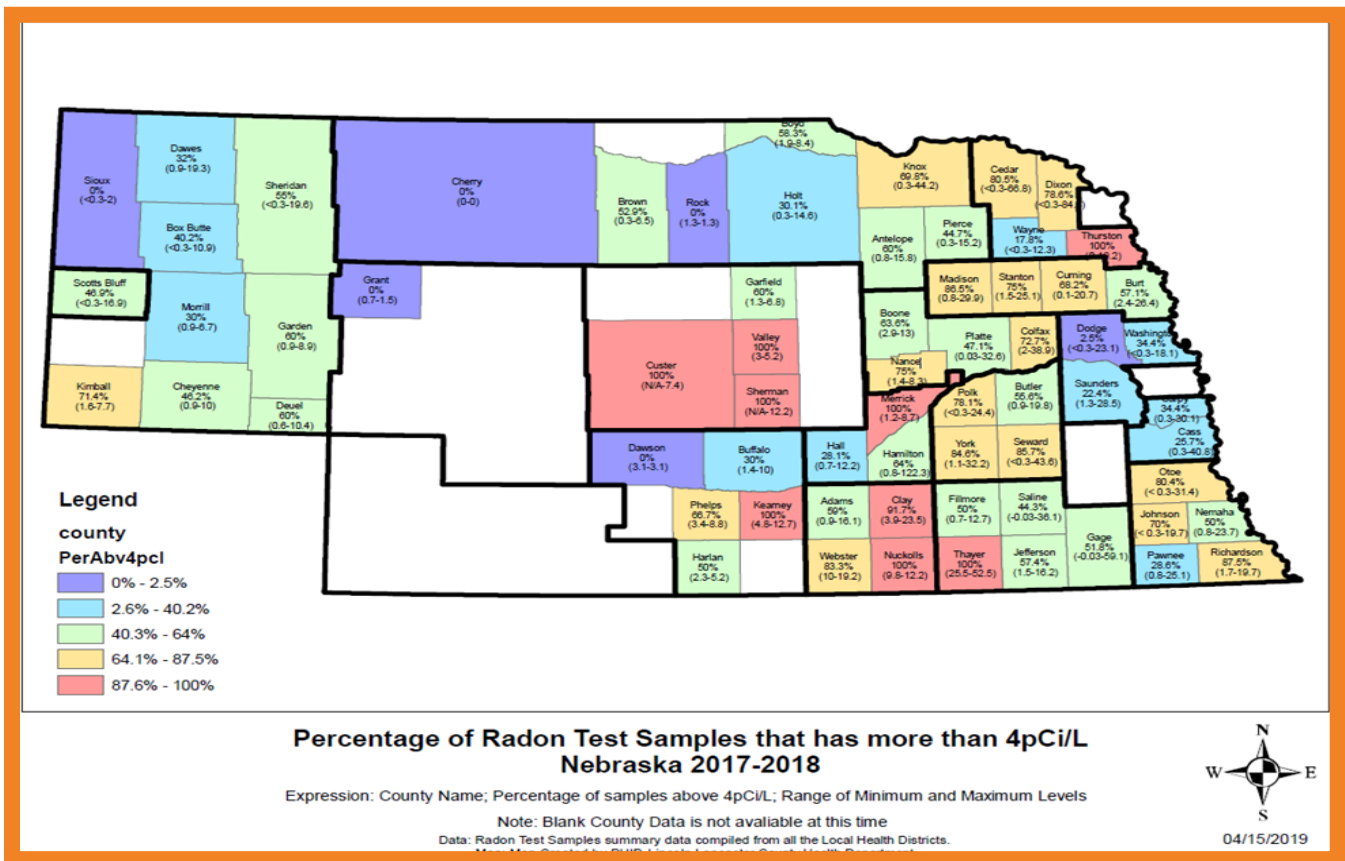 Boyd
58.3%
(1.9-8.4)
Dawes
32%
(0.9-19.3)
Sioux
0%
(<0.3-2)
Sheridan
55%
(<0.3-19.6)
Cherry
0%
(0-0)
Brown
52.9%
(0.3-6.5)
Rock
0%
(1.3-1.3)
Holt
30.1%
(0.3-14.6)
Knox
69.8%
(0.3-44.2)
Cedar
80.5%
(<0.3-66.8)
Dixon
78.6%
Box Butte
40.2%
(<0.3-10.9)
Antelope
60%
(0.8-15.8)
Pierce
44.7%
(0.3-15.2)
Wayne
17.8%
(<0.3-12.3)
Thurston
100%
Scotts Bluff
46.9%
(<0.3-16.9)
Grant
0%
(0.7-1.5)
Garfield
60%
(1.3-6.8)
Madison
86.5%
(0.8-29.9)
Stanton
75%
(1.5-25.1)
Cuming
68.2%
(0.1-20.7)
Burt
57.1%
(2.4-26.4)
Morrill
30%
(0.9-6.7)
Garden
60%
(0.9-8.9)
Boone
63.6%
(2.9-13)
Platte
47.1%
(0.03-32.6)
Colfax
72.7%
(2-38.9)
Dodge
2.5%
(<0.3-23.1)
Washington
34.4%
(<0.3-18.1)
Custer
100%
(N/A-7.4)
Valley
100%
(3-5.2)
Nance
75%
(1.4-8.3)
Kimball
71.4%
(1.6-7.7)
Cheyenne
46.2%
(0.9-10)
Deuel
60%
(0.6-10.4)
Sherman
100%
(N/A-12.2)
Merrick
100%
(1.2-8.7)
Polk
78.1%
(<0.3-24.4)
Butler
55.6%
(0.9-19.8)
Saunders
22.4%
(1.3-28.5)
34.4%
(0.3-30.1)
Dawson
0%
(3.1-3.1)
Buffalo
30%
(1.4-10)
Hall
28.1%
(0.7-12.2)
Hamilton
64%
(0.8-122.3)
York
84.6%
(1.1-32.2)
Seward
85.7%
(<0.3-43.6)
Cass
25.7%
(0.3-40.8)
Phelps
66.7%
(3.4-8.8)
Kearney
100%
(4.8-12.7)
Adams
59%
(0.9-16.1)
Clay
91.7%
(3.9-23.5)
Fillmore
50%
(0.7-12.7)
Saline
44.3%
(-0.03-36.1)
Otoe
80.4%
(< 0.3-31.4)
Johnson
70%
(< 0.3-19.7)
Nemaha
50%
(0.8-23.7)
Harlan
50%
(2.3-5.2)
Webster
83.3%
(10-19.2)
Nuckolls
100%
(9.8-12.2)
Thayer
100%
(25.5-52.5)
Jefferson
57.4%
(1.5-16.2)
Gage
51.8%
(-0.03-59.1)
Pawnee
28.6%
(0.8-25.1)
Richardson
87.5%
(1.7-19.7)
Legend
county
PerAbv4pcl
0% - 2.5%
2.6% - 40.2%
40.3% - 64%
64.1% - 87.5%
87.6% - 100%
Percentage of Radon Test Samples that has more than 4pCi/L
Nebraska 2017-2018
Expression: County Name; Percentage of samples above 4pCi/L; Range of Minimum and Maximum Levels
Note: Blank County Data is not avaliable at this time
Data: Radon Test Samples summary data compiled from all the Local Health Districts.
N
W
E
S
04/15/2019